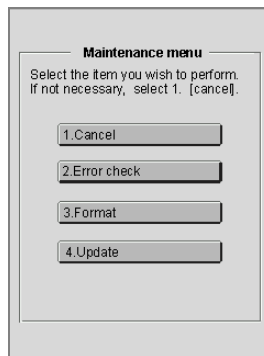 Maintenance menu
Select the item you wish to perform.
If not necessary, select 1. [cancel].
1.Cancel
2.Error check
3.Format
4.Update